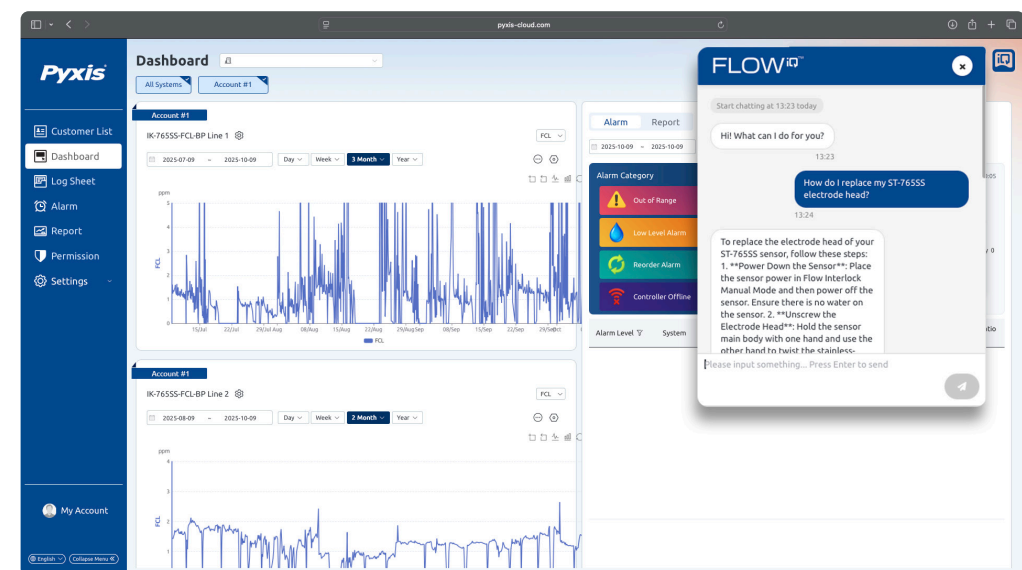 pyxis-cloud.com
Pyxis
Customer List
Dashboard
Log Sheet
Alarm
Report
Permission
Settings
My Account
English
Collapse Menu
Dashboard
All Systems
Account #1
Account #1
IK-765SS-FCL-BP Line 1
FCL
2025-07-09 ~ 2025-10-09
Day
Week
3 Month
Year
ppm
5
4
3
2
1
0
FCL
15/Jul
22/Jul
29/Jul Aug
08/Aug
15/Aug
22/Aug
29/AugSep
08/Sep
15/Sep
22/Sep
29/SeOct
FCL
Account #1
IK-765SS-FCL-BP Line 2
FCL
2025-08-09 ~ 2025-10-09
Day
Week
2 Month
Year
ppm
4
3
2
1
FCL
Alarm
Report
2025-10-09 ~ 2025-10-09
Alarm Category
Out of Range
Low Level Alarm
Reorder Alarm
Controller Offline
Alarm Level
System
iQ
FLOW iQ™
Start chatting at 13:23 today
Hi! What can I do for you?
13:23
How do I replace my ST-765SS
electrode head?
13:24
To replace the electrode head of your
ST-765SS sensor, follow these steps:
1. **Power Down the Sensor**: Place
the sensor power in Flow Interlock
Manual Mode and then power off the
sensor. Ensure there is no water on
the sensor. 2. **Unscrew the
Electrode Head**: Hold the sensor
main body with one hand and use the
other hand to twist the stainless-
Please input something... Press Enter to send